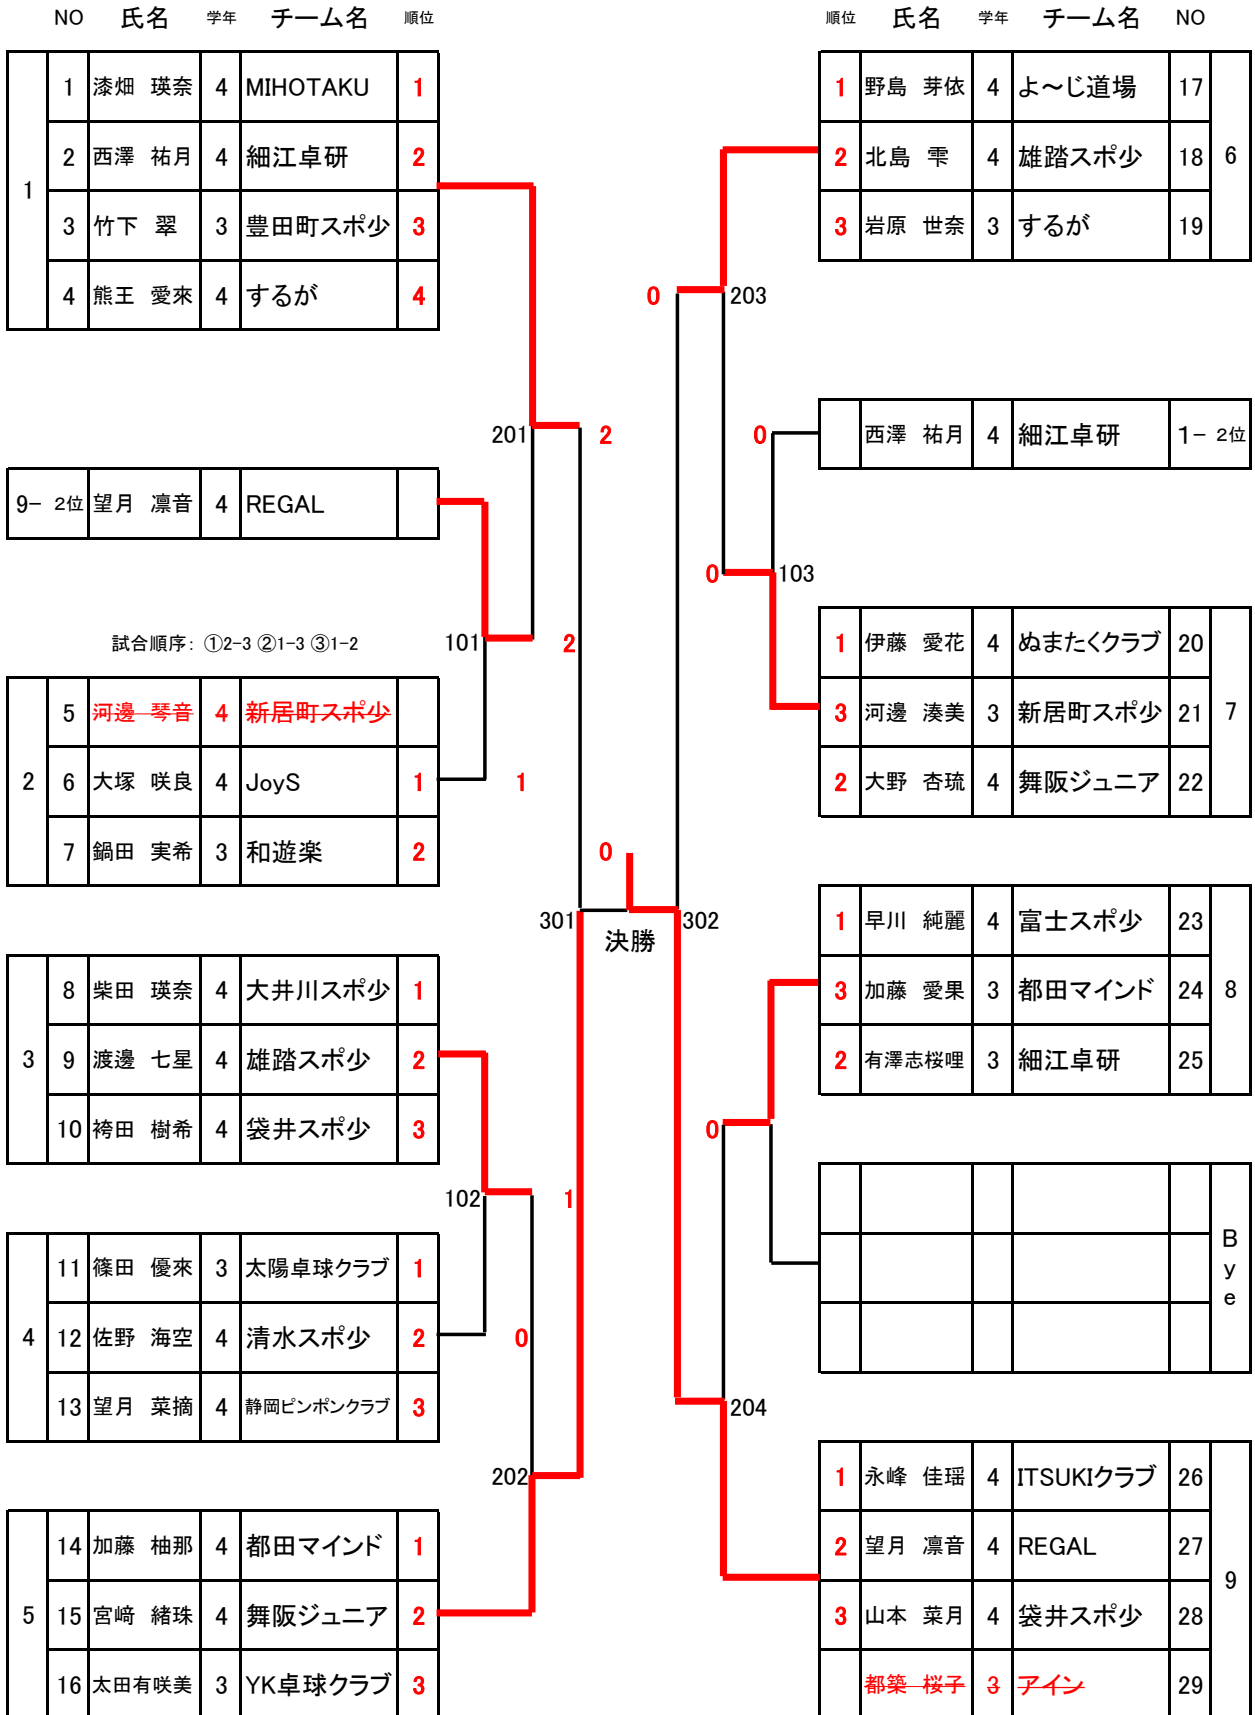 NO 氏名 学年 チーム名 順位
1
1 漆畑 瑛奈 4 MIHOTAKU 1
2 西澤 祐月 4 細江卓研 2
3 竹下 翠 3 豊田町スポ少 3
4 熊王 愛來 4 するが 4
9- 2位 望月 凛音 4 REGAL
試合順序: ①2-3 ②1-3 ③1-2
2
5 河邊 琴音 4 新居町スポ少
6 大塚 咲良 4 JoyS 1
7 鍋田 実希 3 和遊楽 2
3
8 柴田 瑛奈 4 大井川スポ少 1
9 渡邊 七星 4 雄踏スポ少 2
10 袴田 樹希 4 袋井スポ少 3
4
11 篠田 優來 3 太陽卓球クラブ 1
12 佐野 海空 4 清水スポ少 2
13 望月 菜摘 4 静岡ピンポンクラブ 3
5
14 加藤 柚那 4 都田マインド 1
15 宮﨑 緒珠 4 舞阪ジュニア 2
16 太田有咲美 3 YK卓球クラブ 3
201 2
101 2
1
0
301 302
決勝
102 1
0
202
0 203
0
0 103
0
204
順位 氏名 学年 チーム名 NO
1 野島 芽依 4 よ～じ道場 17
2 北島 雫 4 雄踏スポ少 18
3 岩原 世奈 3 するが 19
6
西澤 祐月 4 細江卓研 1- 2位
1 伊藤 愛花 4 ぬまたくクラブ 20
3 河邊 湊美 3 新居町スポ少 21
2 大野 杏琉 4 舞阪ジュニア 22
7
1 早川 純麗 4 富士スポ少 23
3 加藤 愛果 3 都田マインド 24
2 有澤志桜哩 3 細江卓研 25
8
Bye
1 永峰 佳瑶 4 ITSUKIクラブ 26
2 望月 凛音 4 REGAL 27
3 山本 菜月 4 袋井スポ少 28
都築 桜子 3 アイン 29
9